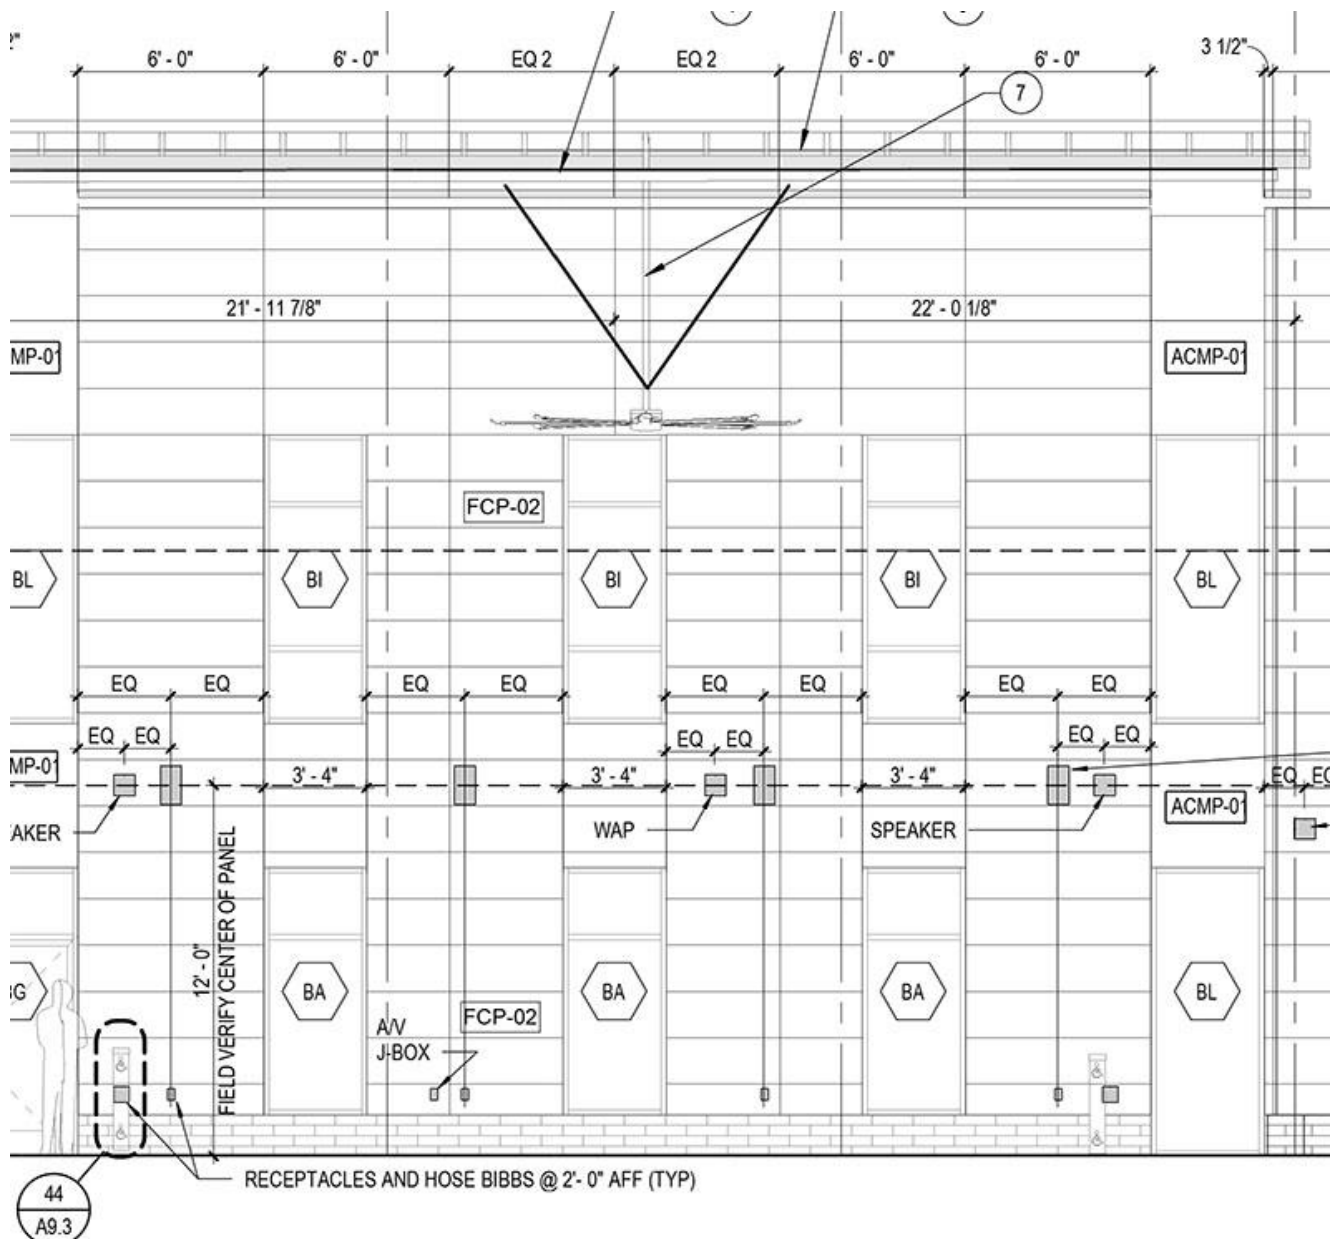 2"
6' - 0"
6' - 0"
EQ 2
EQ 2
6' - 0"
6' - 0"
3 1/2"
7
21' - 11 7/8"
22' - 0 1/8"
MP-01
ACMP-01
FCP-02
BL
BI
BI
BI
BL
EQ
EQ
EQ
EQ
EQ
EQ
EQ
EQ
EQ
EQ
EQ
EQ
EQ
EQ
MP-01
3' - 4"
3' - 4"
3' - 4"
EQ
EQ
ACMP-01
AKER
WAP
SPEAKER
12' - 0"
FIELD VERIFY CENTER OF PANEL
BG
BA
BA
BA
BL
A/V
J-BOX
FCP-02
RECEPTACLES AND HOSE BIBBS @ 2'- 0" AFF (TYP)
44
A9.3